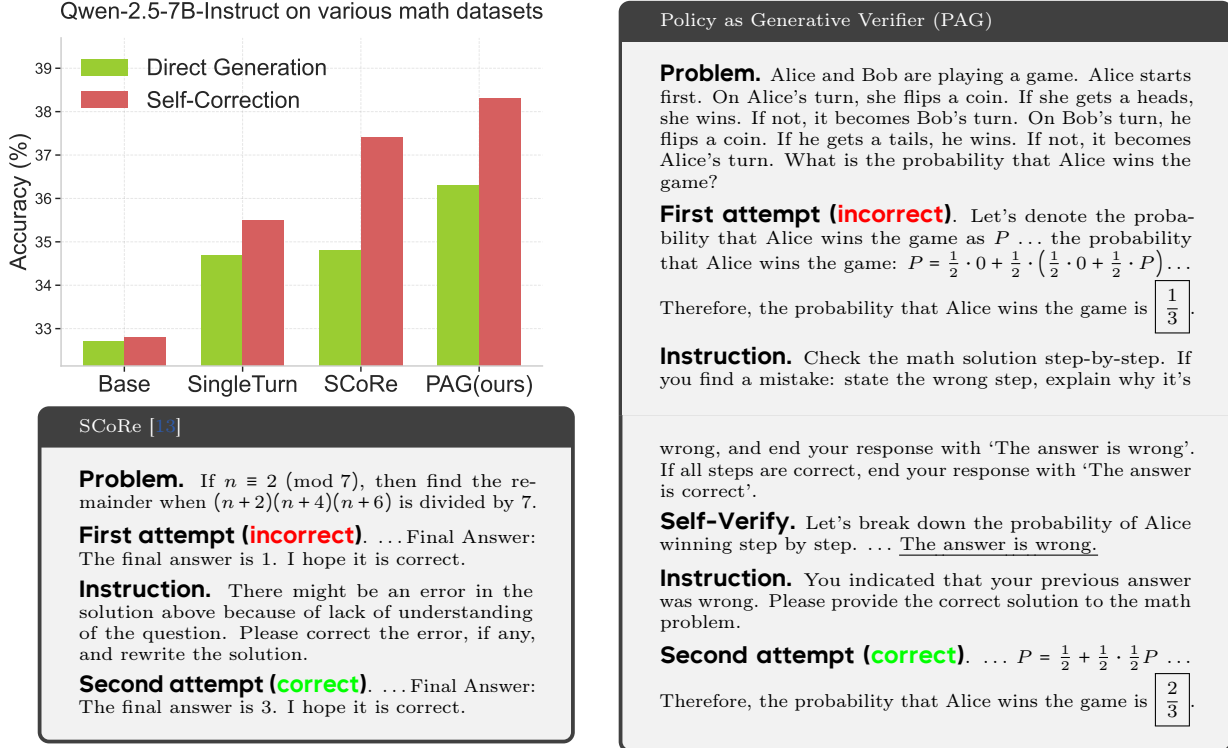 Qwen-2.5-7B-Instruct on various math datasets
Accuracy (%)
39
38
37
36
35
34
33
Direct Generation
Self-Correction
Base
SingleTurn
SCoRe
PAG(ours)
SCoRe [13]
Problem. If n ≡ 2 (mod 7), then find the re-
mainder when (n+2)(n+4)(n+6) is divided by 7.
First attempt (incorrect). ...Final Answer:
The final answer is 1. I hope it is correct.
Instruction. There might be an error in the
solution above because of lack of understanding
of the question. Please correct the error, if any,
and rewrite the solution.
Second attempt (correct). ...Final Answer:
The final answer is 3. I hope it is correct.
Policy as Generative Verifier (PAG)
Problem. Alice and Bob are playing a game. Alice starts
first. On Alice's turn, she flips a coin. If she gets a heads,
she wins. If not, it becomes Bob's turn. On Bob's turn, he
flips a coin. If he gets a tails, he wins. If not, it becomes
Alice's turn. What is the probability that Alice wins the
game?
First attempt (incorrect). Let's denote the proba-
bility that Alice wins the game as P ... the probability
that Alice wins the game: P = 1/2 · 0 + 1/2 · (1/2 · 0 + 1/2 · P)...
Therefore, the probability that Alice wins the game is 1/3.
Instruction. Check the math solution step-by-step. If
you find a mistake: state the wrong step, explain why it's
wrong, and end your response with 'The answer is wrong'.
If all steps are correct, end your response with 'The answer
is correct'.
Self-Verify. Let's break down the probability of Alice
winning step by step. ... The answer is wrong.
Instruction. You indicated that your previous answer
was wrong. Please provide the correct solution to the math
problem.
Second attempt (correct). ... P = 1/2 + 1/2 · 1/2 P ...
Therefore, the probability that Alice wins the game is 2/3.